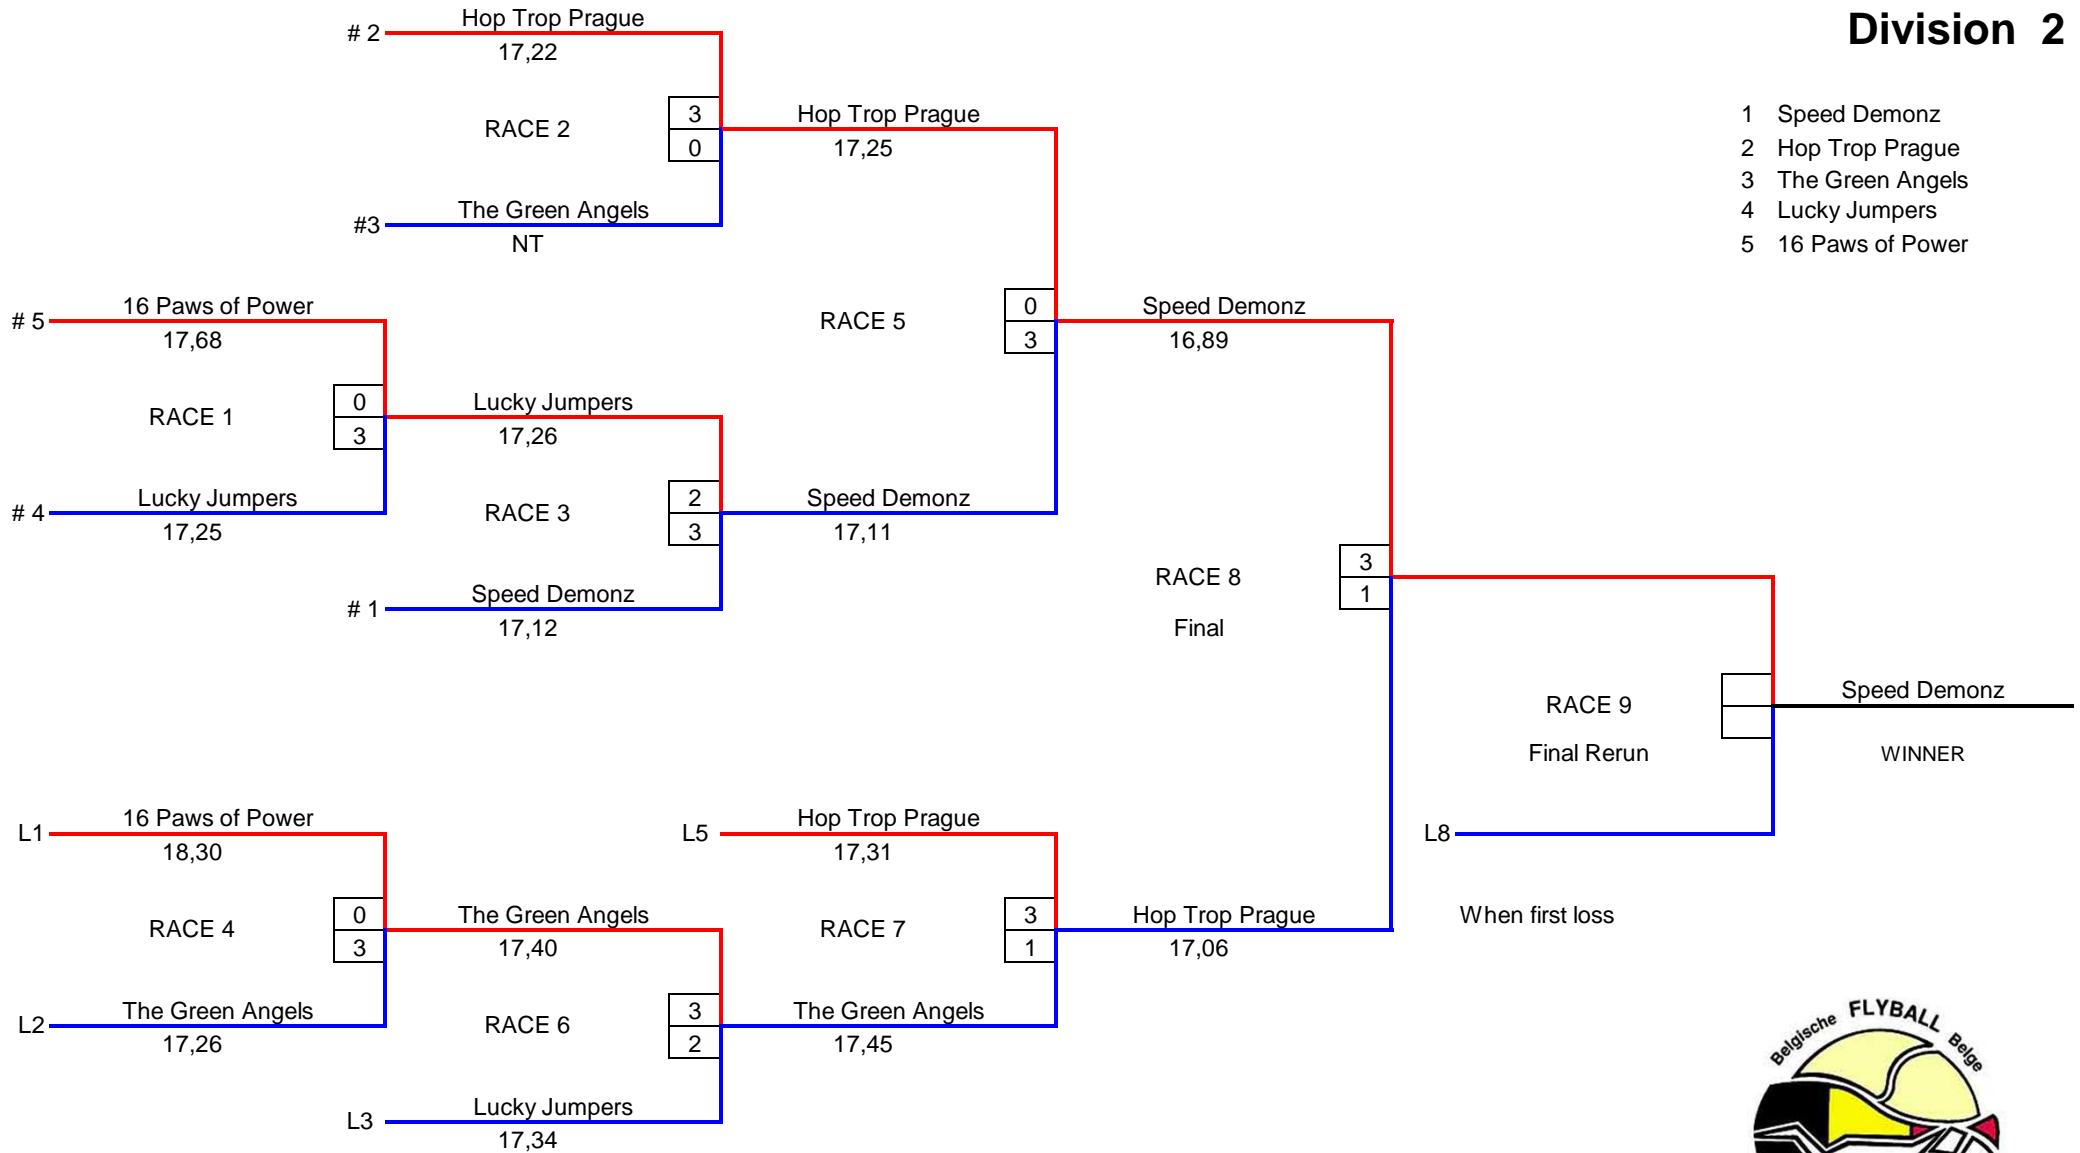 Division 2
1 Speed Demonz
2 Hop Trop Prague
3 The Green Angels
4 Lucky Jumpers
5 16 Paws of Power
# 2
Hop Trop Prague
17,22
RACE 2
3
0
#3
The Green Angels
NT
Hop Trop Prague
17,25
# 5
16 Paws of Power
17,68
RACE 1
0
3
# 4
Lucky Jumpers
17,25
Lucky Jumpers
17,26
RACE 3
2
3
# 1
Speed Demonz
17,12
Speed Demonz
17,11
RACE 5
0
3
Speed Demonz
16,89
RACE 8
Final
3
1
RACE 9
Final Rerun
Speed Demonz
WINNER
L8
When first loss
L1
16 Paws of Power
18,30
RACE 4
0
3
L2
The Green Angels
17,26
The Green Angels
17,40
RACE 6
3
2
L3
Lucky Jumpers
17,34
L5
Hop Trop Prague
17,31
RACE 7
3
1
The Green Angels
17,45
Hop Trop Prague
17,06
Belgische FLYBALL Belge